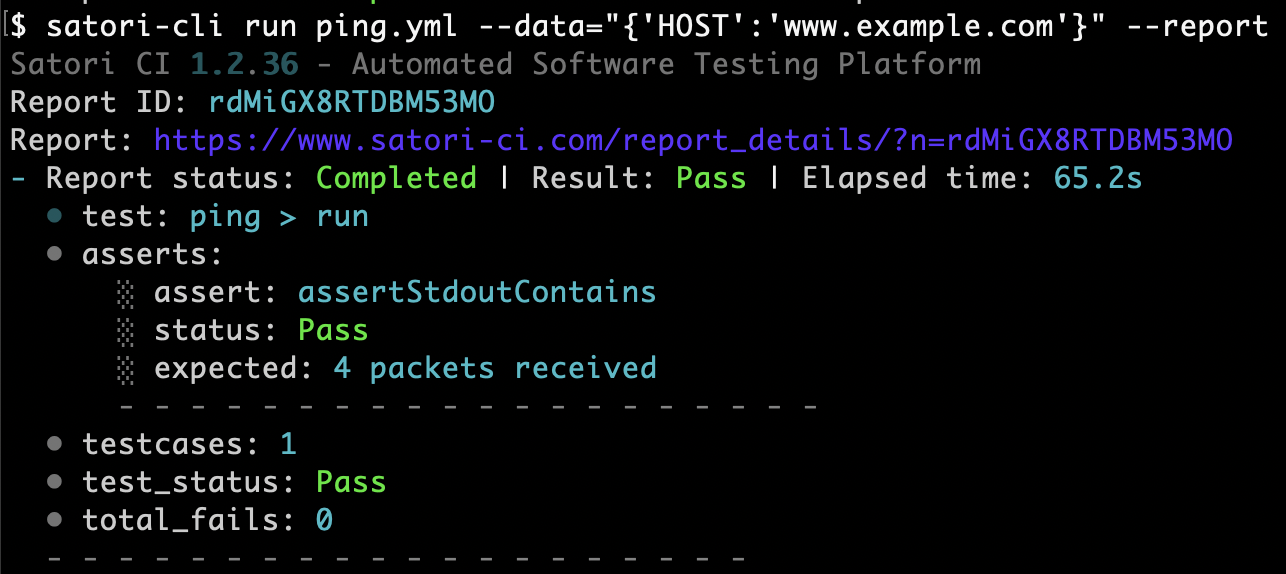 $ satori-cli run ping.yml --data="{'HOST':'www.example.com'}" --report
Satori CI 1.2.36 - Automated Software Testing Platform
Report ID: rdMiGX8RTDBM53MO
Report: https://www.satori-ci.com/report_details/?n=rdMiGX8RTDBM53MO
- Report status: Completed | Result: Pass | Elapsed time: 65.2s
● test: ping > run
● asserts:
░ assert: assertStdoutContains
░ status: Pass
░ expected: 4 packets received
- - - - - - - - - - - - - - - - - - - -
● testcases: 1
● test_status: Pass
● total_fails: 0
- - - - - - - - - - - - - - - - - - - -